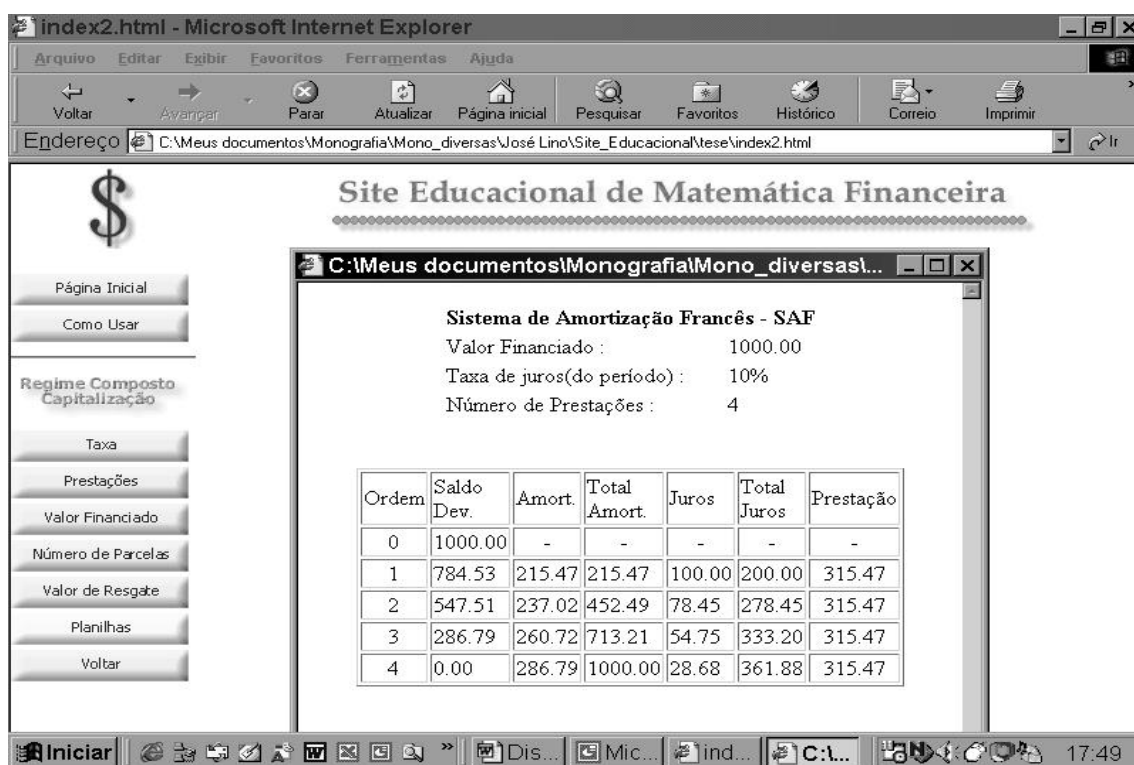 index2.html - Microsoft Internet Explorer
Arquivo Editar Exibir Favoritos Ferramentas Ajuda
Voltar Avançar Parar Atualizar Página inicial Pesquisar Favoritos Histórico Correio Imprimir
Endereço C:\Meus documentos\Monografia\Mono_diversas\José Lino\Site_Educacional\tese\index2.html Ir
$
Site Educacional de Matemática Financeira
Página Inicial
Como Usar
Regime Composto
Capitalização
Taxa
Prestações
Valor Financiado
Número de Parcelas
Valor de Resgate
Planilhas
Voltar
C:\Meus documentos\Monografia\Mono_diversas\...
Sistema de Amortização Francês - SAF
Valor Financiado : 1000.00
Taxa de juros(do período) : 10%
Número de Prestações : 4
Ordem Saldo Dev. Amort. Total Amort. Juros Total Juros Prestação
0 1000.00 - - - - -
1 784.53 215.47 215.47 100.00 200.00 315.47
2 547.51 237.02 452.49 78.45 278.45 315.47
3 286.79 260.72 713.21 54.75 333.20 315.47
4 0.00 286.79 1000.00 28.68 361.88 315.47
Iniciar » Dis... Mic... ind... C:\... 17:49